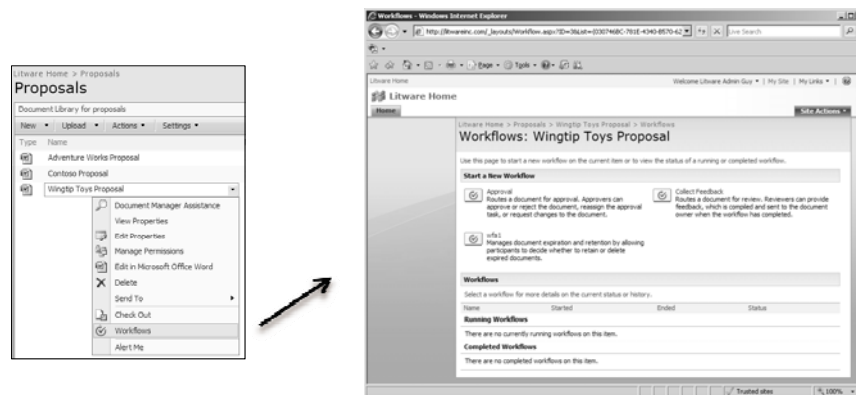 Litware Home > Proposals
Proposals
Document Library for proposals
New Upload Actions Settings
Type Name
Adventure Works Proposal
Contoso Proposal
Wingtip Toys Proposal
Document Manager Assistance
View Properties
Edit Properties
Manage Permissions
Edit in Microsoft Office Word
Delete
Send To
Check Out
Workflows
Alert Me
Workflows - Windows Internet Explorer
Live Search
Page Tools
Litware Home Welcome Litware Admin Guy | My Site | My Links |
Litware Home
Home Site Actions
Litware Home > Proposals > Wingtip Toys Proposal > Workflows
Workflows: Wingtip Toys Proposal
Use this page to start a new workflow on the current item or to view the status of a running or completed workflow.
Start a New Workflow
Approval
Routes a document for approval. Approvers can
approve or reject the document, reassign the approval
task, or request changes to the document.
Collect Feedback
Routes a document for review. Reviewers can provide
feedback, which is compiled and sent to the document
owner when the workflow has completed.
wfa1
Manages document expiration and retention by allowing
participants to decide whether to retain or delete
expired documents.
Workflows
Select a workflow for more details on the current status or history.
Name Started Ended Status
Running Workflows
There are no currently running workflows on this item.
Completed Workflows
There are no completed workflows on this item.
Trusted sites 100%